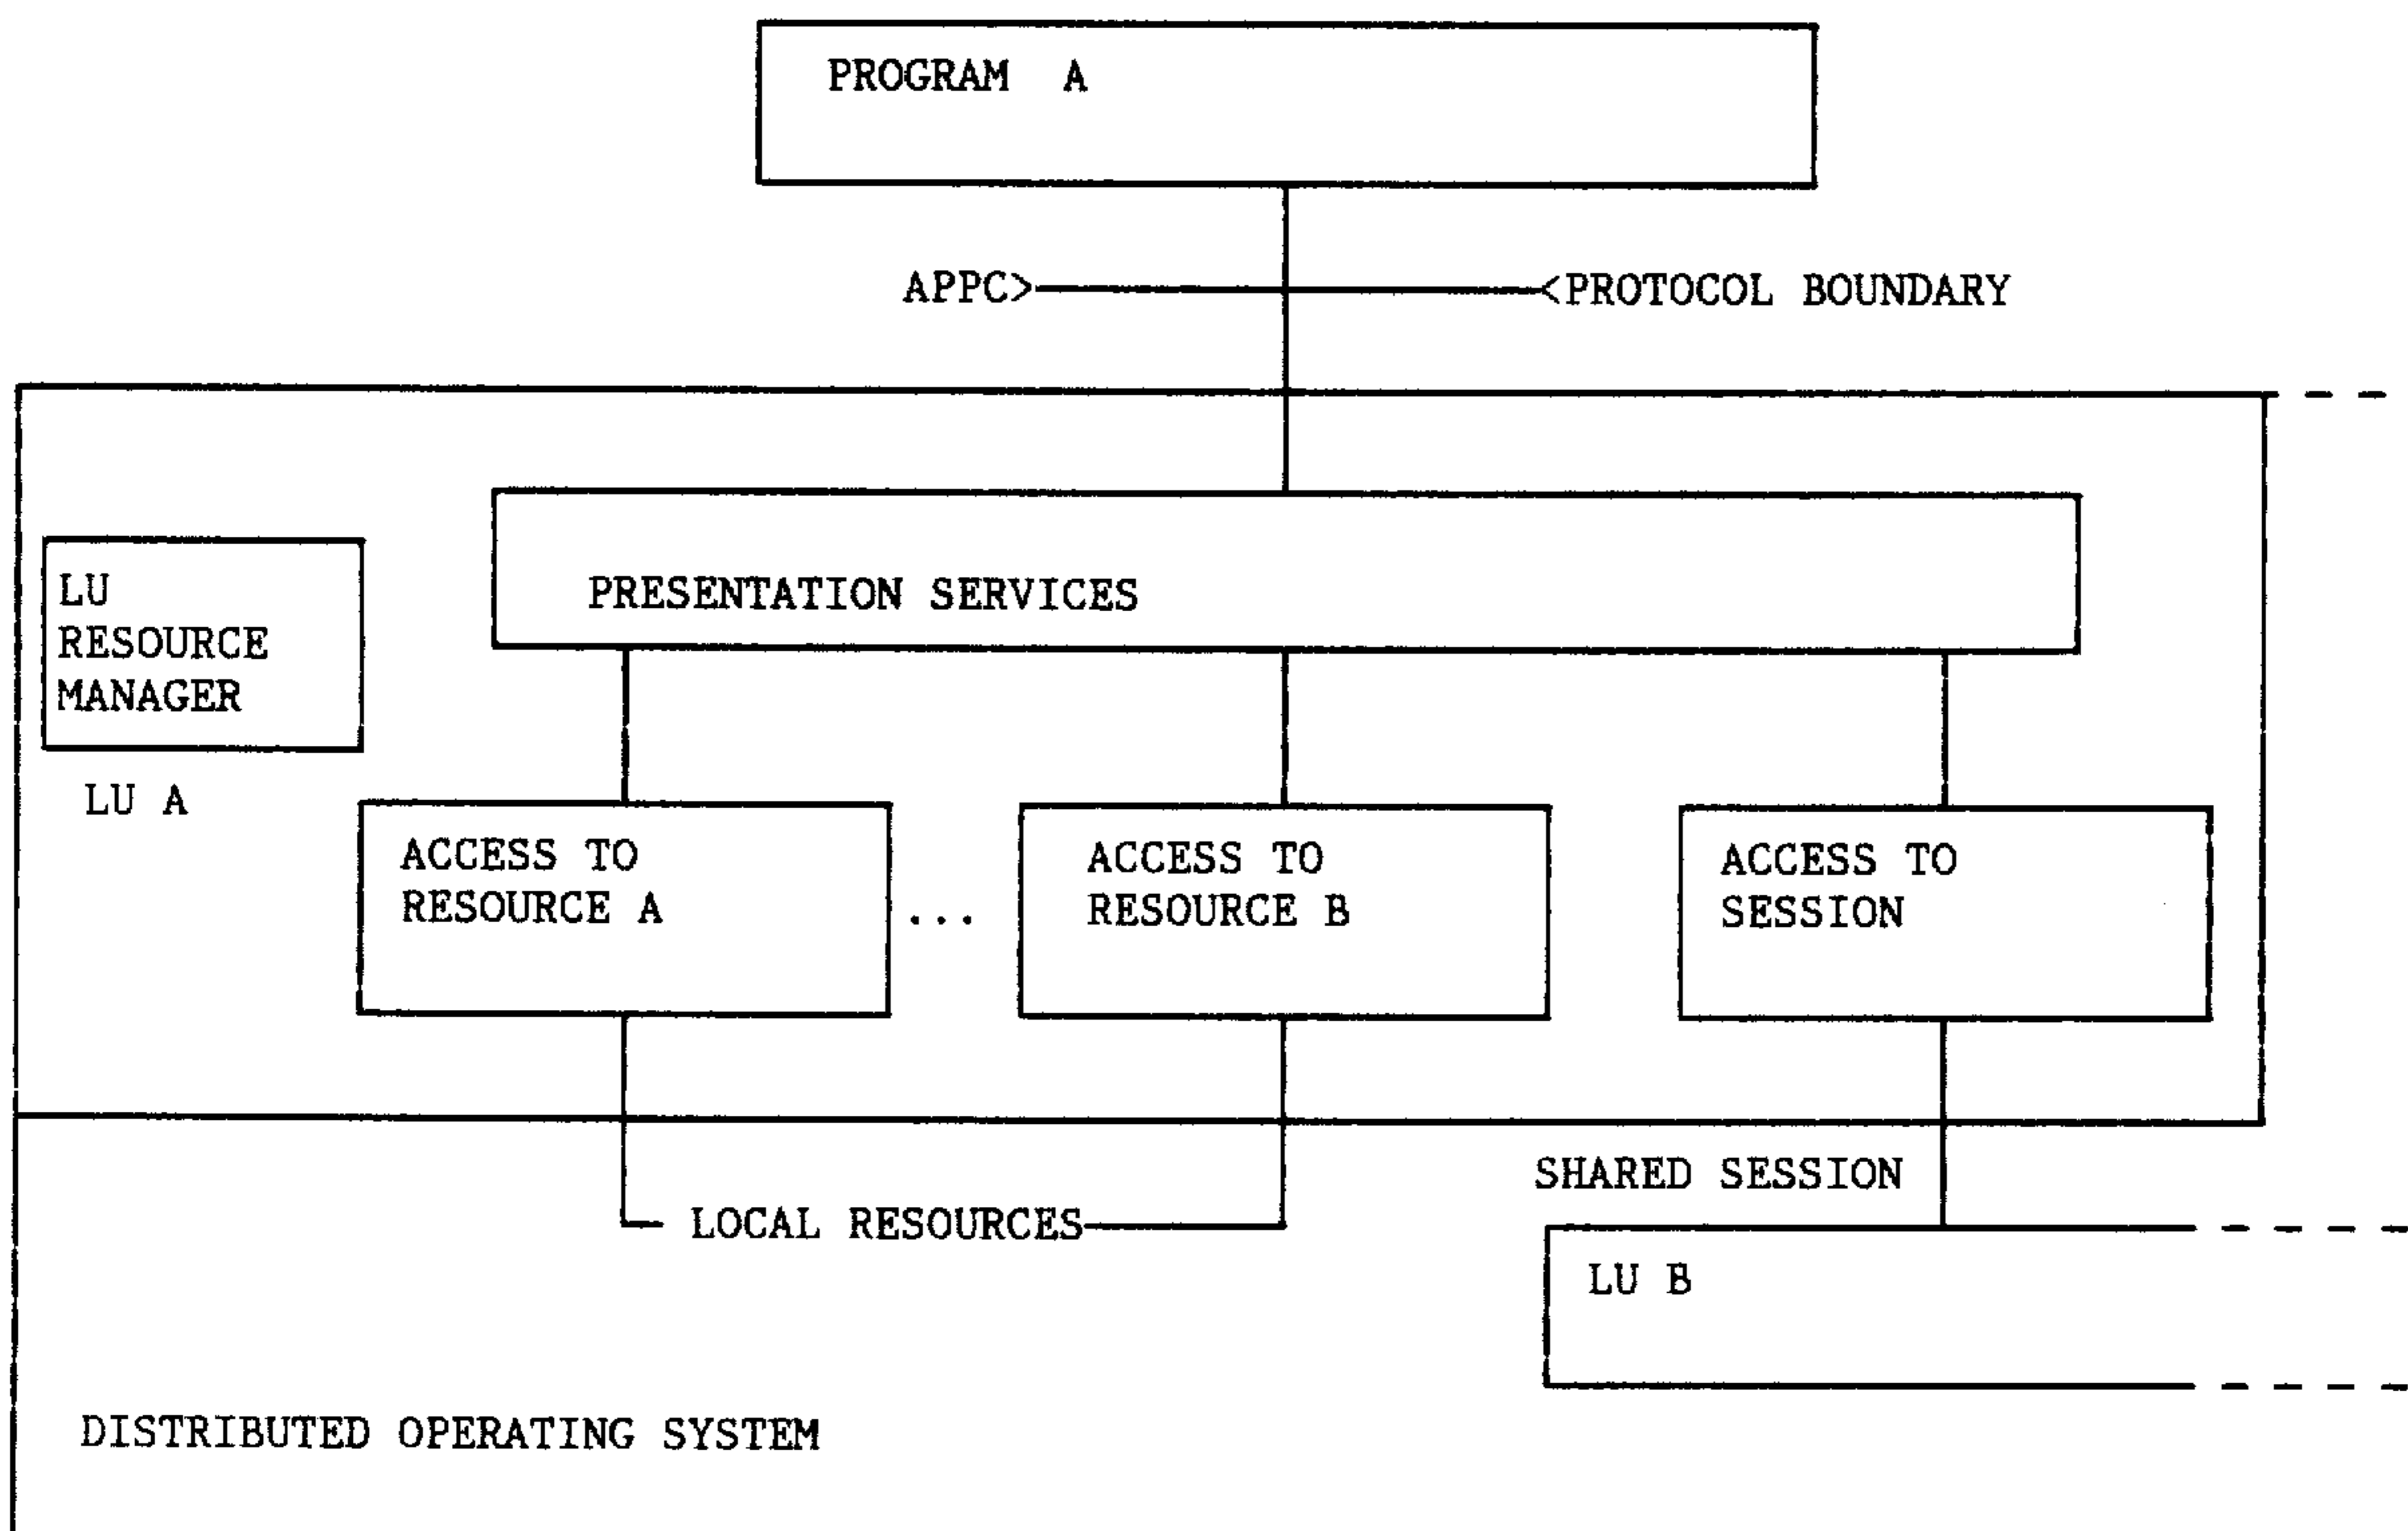 PROGRAM A
APPC> <PROTOCOL BOUNDARY
PRESENTATION SERVICES
LU
RESOURCE
MANAGER
LU A
ACCESS TO
RESOURCE A
...
ACCESS TO
RESOURCE B
ACCESS TO
SESSION
SHARED SESSION
LOCAL RESOURCES
LU B
DISTRIBUTED OPERATING SYSTEM